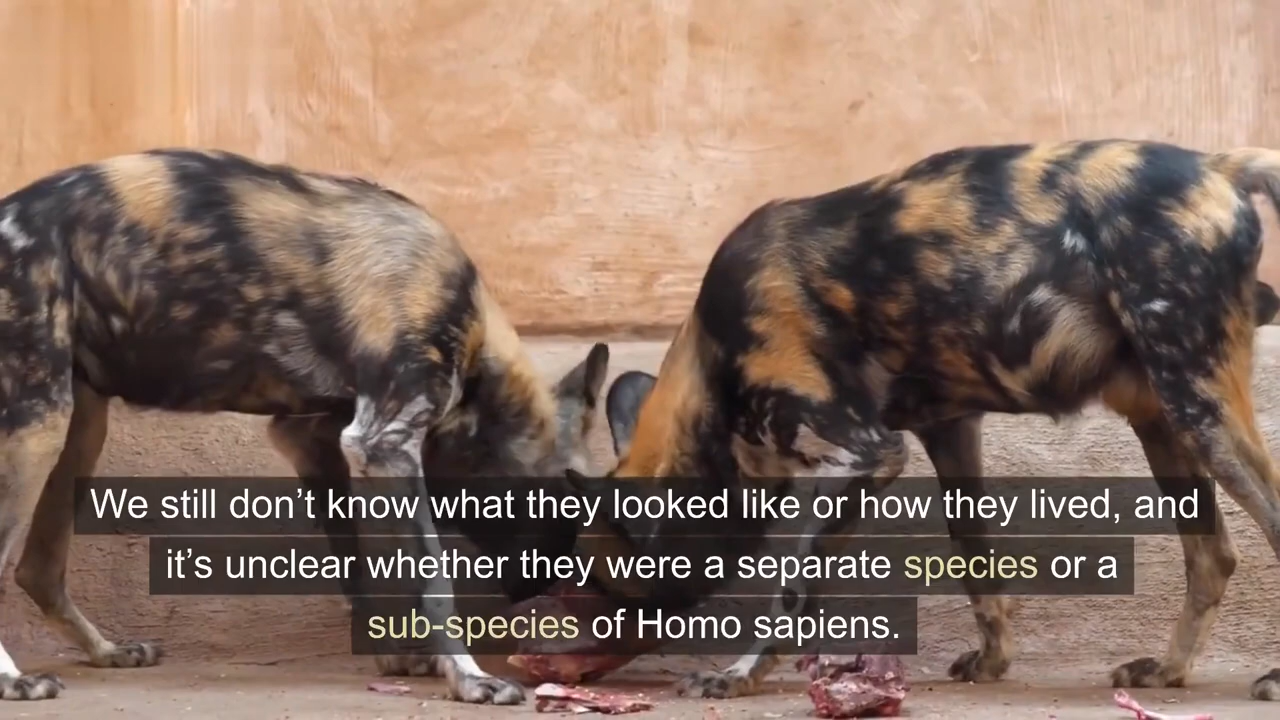 We still don’t know what they looked like or how they lived, and
it’s unclear whether they were a separate species or a
sub-species of Homo sapiens.